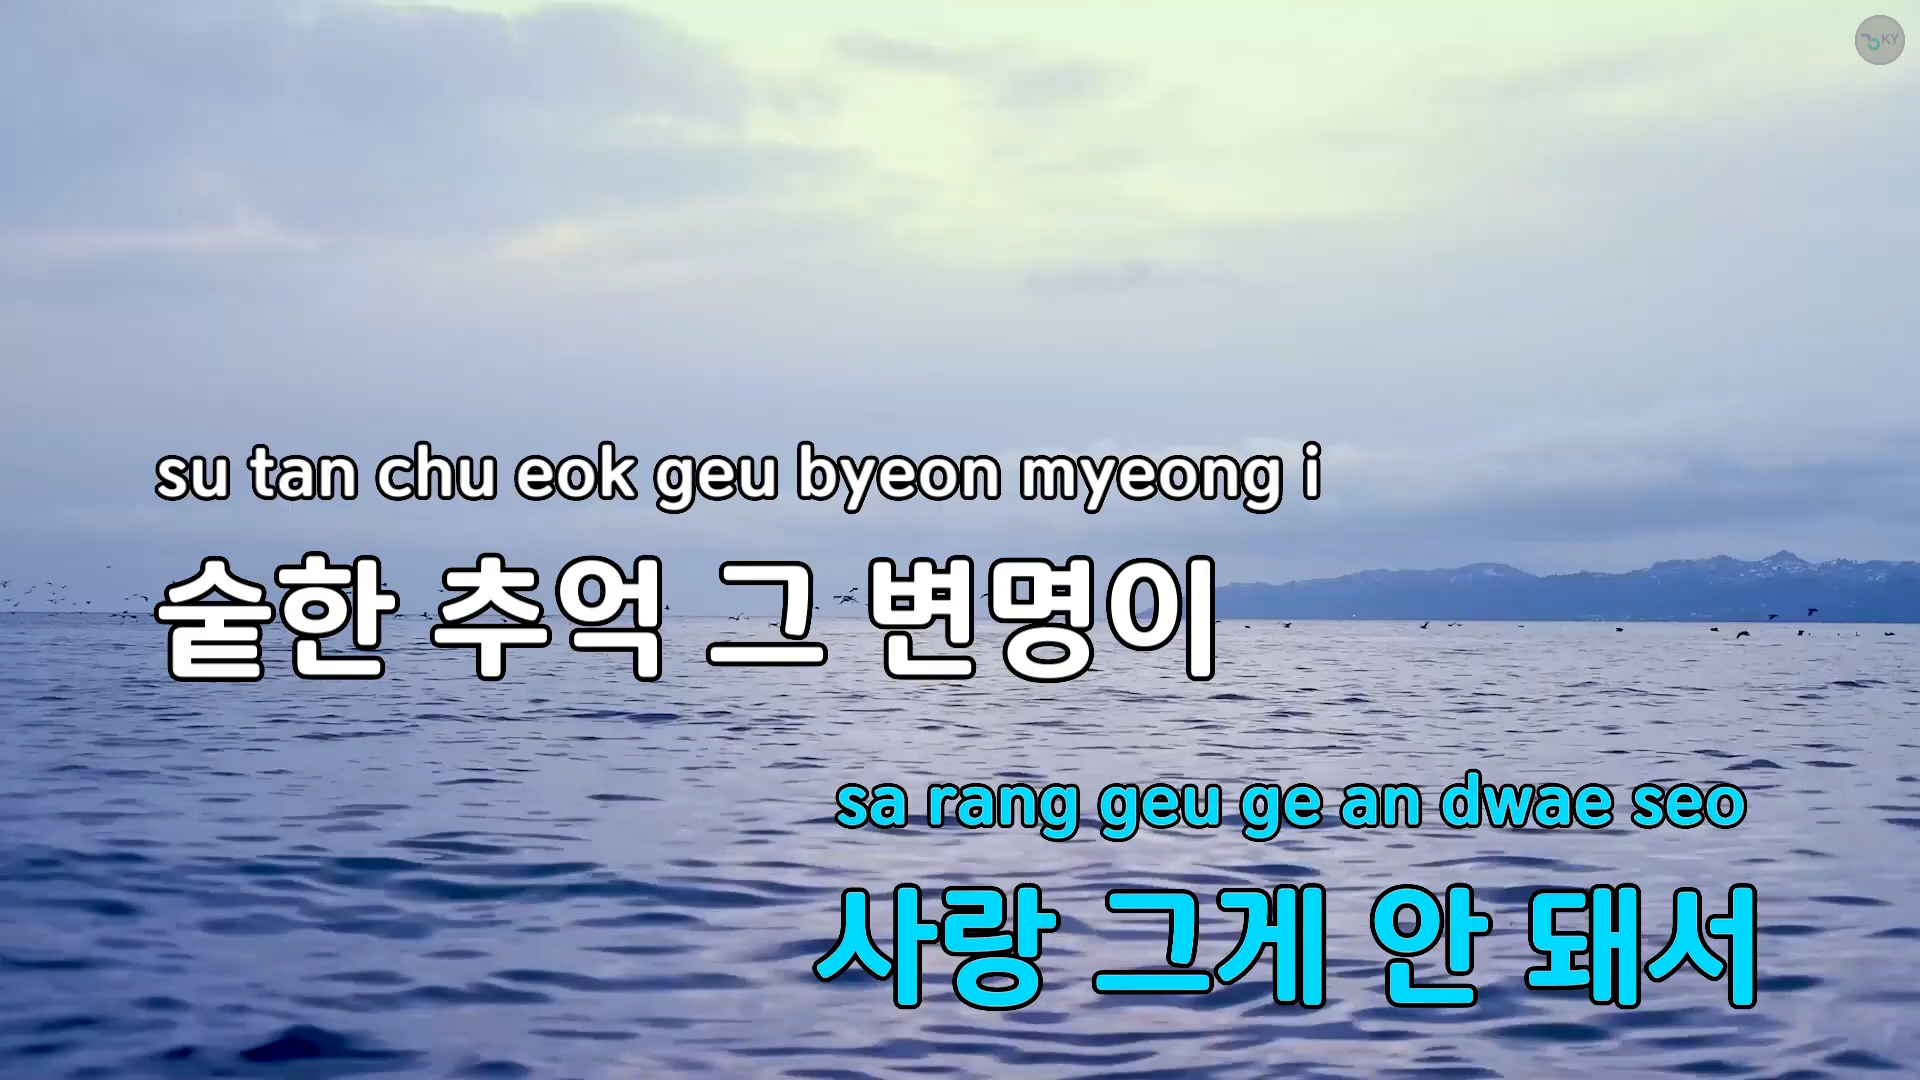 KY
su tan chu eok geu byeon myeong i
숱한 추억 그 변명이
sa rang geu ge an dwae seo
사랑 그게 안 돼서